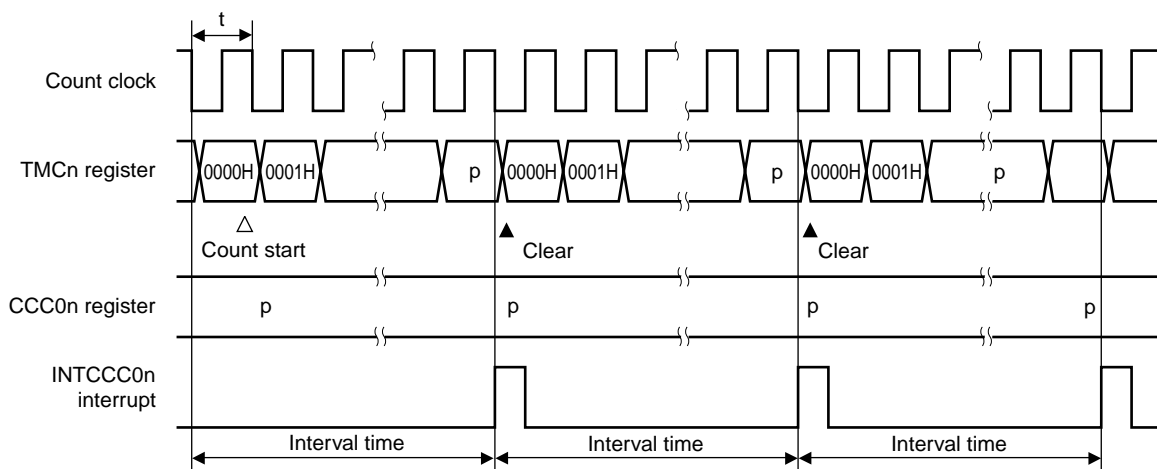 t
Count clock
TMCn register
0000H 0001H p 0000H 0001H p 0000H 0001H p
Count start Clear Clear
CCC0n register
p p p p
INTCCC0n
interrupt
Interval time Interval time Interval time